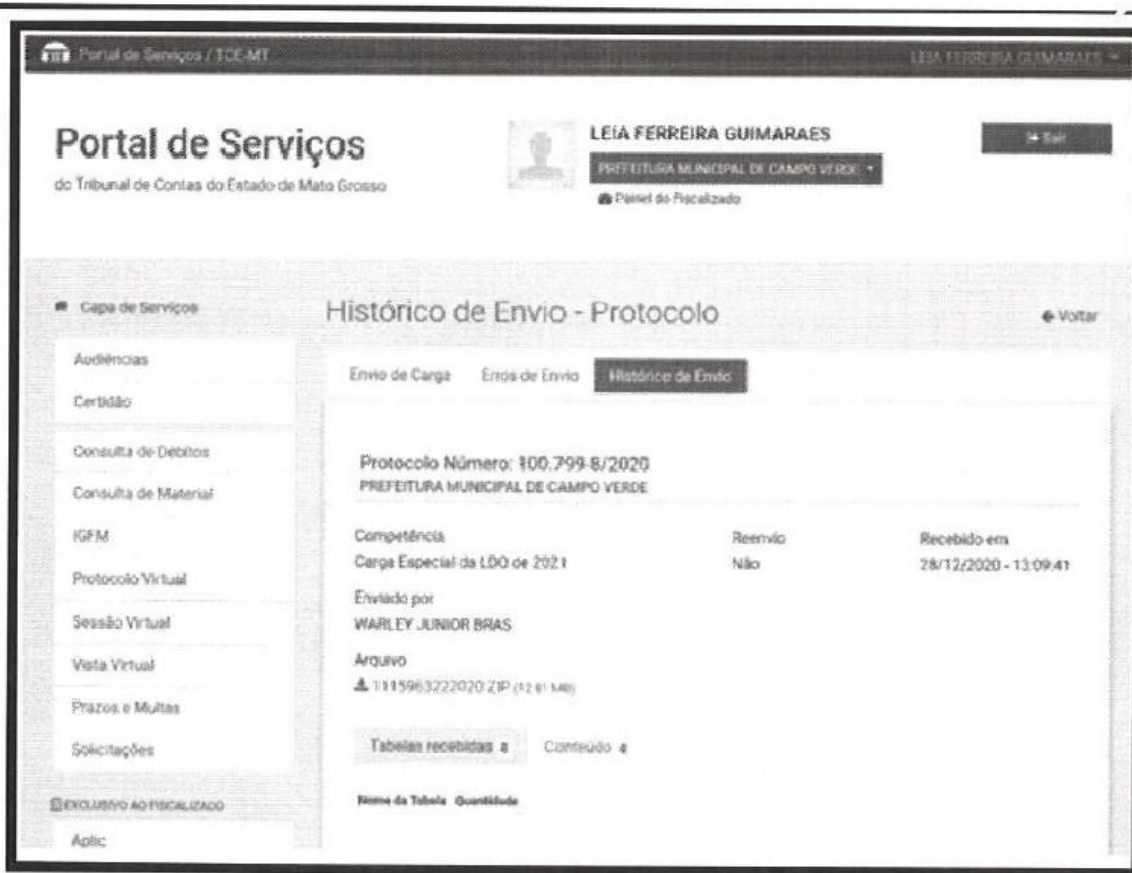 Portal de Serviços / TCE-MT
LEIA FERREIRA GUIMARAES
Portal de Serviços
do Tribunal de Contas do Estado de Mato Grosso
LEIA FERREIRA GUIMARAES
PREFEITURA MUNICIPAL DE CAMPO VERDE
Painel do Fiscalizado
Sair
Capa de Serviços
Audiências
Certidão
Consulta de Débitos
Consulta de Material
IGFM
Protocolo Virtual
Sessão Virtual
Vista Virtual
Prazos e Multas
Solicitações
EXCLUSIVO AO FISCALIZADO
Aplic
Histórico de Envio - Protocolo
Voltar
Envio de Carga Erros de Envio Histórico de Envio
Protocolo Número: 100.799-8/2020
PREFEITURA MUNICIPAL DE CAMPO VERDE
Competência Reenvio Recebido em
Carga Especial da LDO de 2021 Não 28/12/2020 - 13:09:41
Enviado por
WARLEY JUNIOR BRAS
Arquivo
1115963222020.ZIP
Tabelas recebidas 8 Conteúdo 4
Nome da Tabela Quantidade